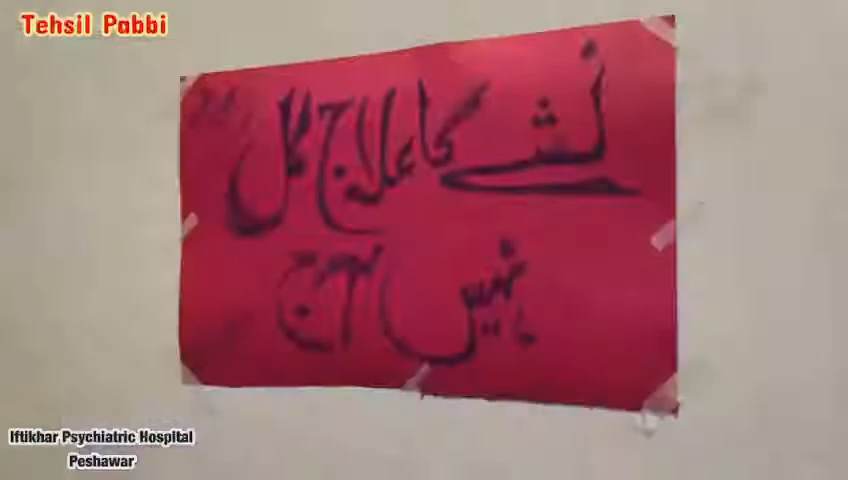 Tehsil Pabbi
نشے کا علاج کل
نہیں آج
Iftikhar Psychiatric Hospital
Peshawar